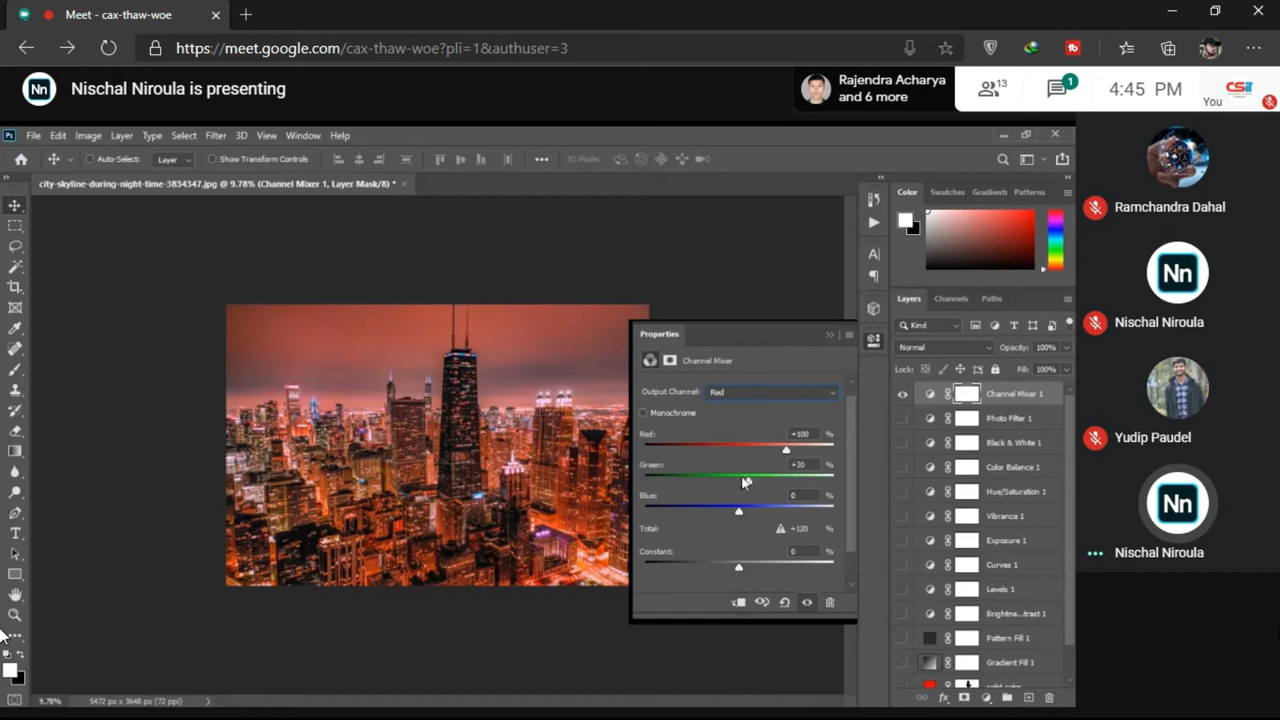 Meet - cax-thaw-woe
https://meet.google.com/cax-thaw-woe?pli=1&authuser=3
Nn
Nischal Niroula is presenting
Rajendra Acharya
and 6 more
13
1
4:45 PM
You
Ps
File Edit Image Layer Type Select Filter 3D View Window Help
Auto-Select: Layer Show Transform Controls 3D Mode:
city-skyline-during-night-time-3834347.jpg @ 9.78% (Channel Mixer 1, Layer Mask/8) *
Color Swatches Gradients Patterns
Layers Channels Paths
Kind
Normal Opacity: 100%
Locks: Fill: 100%
Channel Mixer 1
Photo Filter 1
Black & White 1
Color Balance 1
Hue/Saturation 1
Vibrance 1
Exposure 1
Curves 1
Levels 1
Brightne...trast 1
Pattern Fill 1
Gradient Fill 1
Properties
Channel Mixer
Output Channel: Red
Monochrome
Red: +100 %
Green: +20 %
Blue: 0 %
Total: +120 %
Constant: 0 %
9.78% 5472 px x 3648 px (72 ppi)
Ramchandra Dahal
Nn
Nischal Niroula
Yudip Paudel
Nn
Nischal Niroula